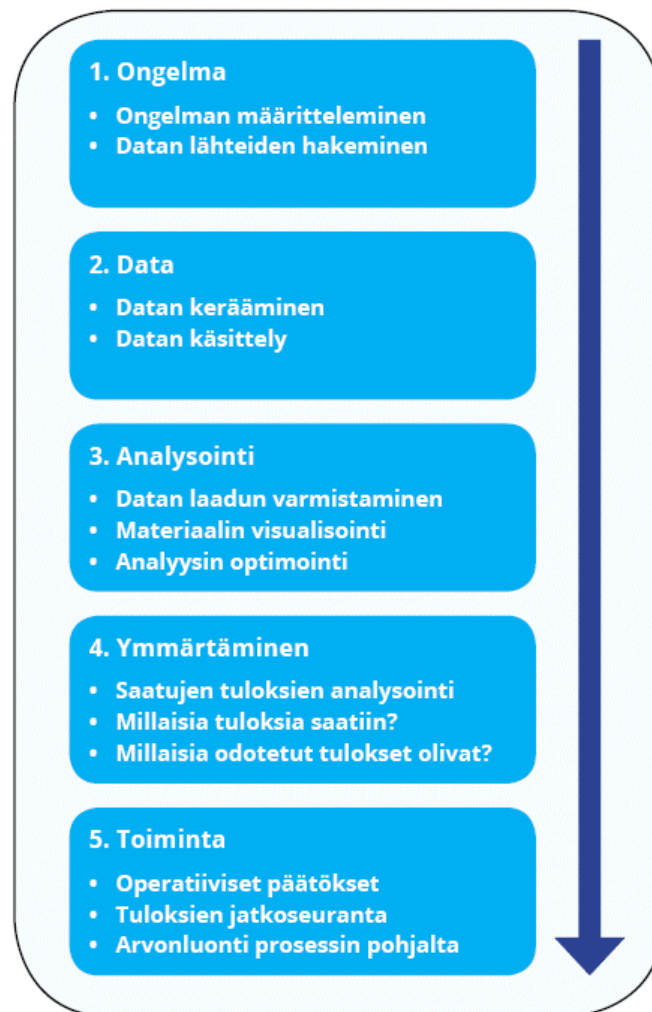 1. Ongelma
• Ongelman määritteleminen
• Datan lähteiden hakeminen
2. Data
• Datan kerääminen
• Datan käsittely
3. Analysointi
• Datan laadun varmistaminen
• Materiaalin visualisointi
• Analyysin optimointi
4. Ymmärtäminen
• Saatujen tuloksien analysointi
• Millaisia tuloksia saatiin?
• Millaisia odotetut tulokset olivat?
5. Toiminta
• Operatiiviset päätökset
• Tuloksien jatkoseuranta
• Arvonluonti prosessin pohjalta